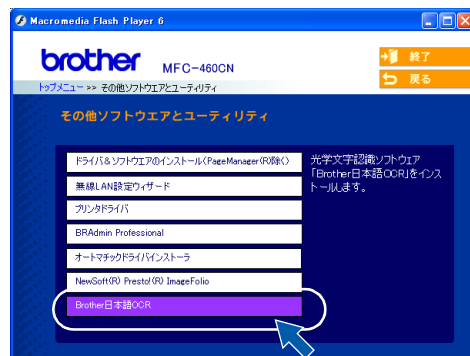 Macromedia Flash Player 6
brother MFC-460CN
終了
戻る
トップメニュー >> その他ソフトウエアとユーティリティ
その他ソフトウエアとユーティリティ
ドライバ&ソフトウエアのインストール(PageManager(R)除く)
無線LAN設定ウィザード
プリンタドライバ
BRAdmin Professional
オートマチックドライバインストーラ
NewSoft(R) Presto!(R) ImageFolio
Brother日本語OCR
光学文字認識ソフトウェア
「Brother日本語OCR」をインス
トールします。